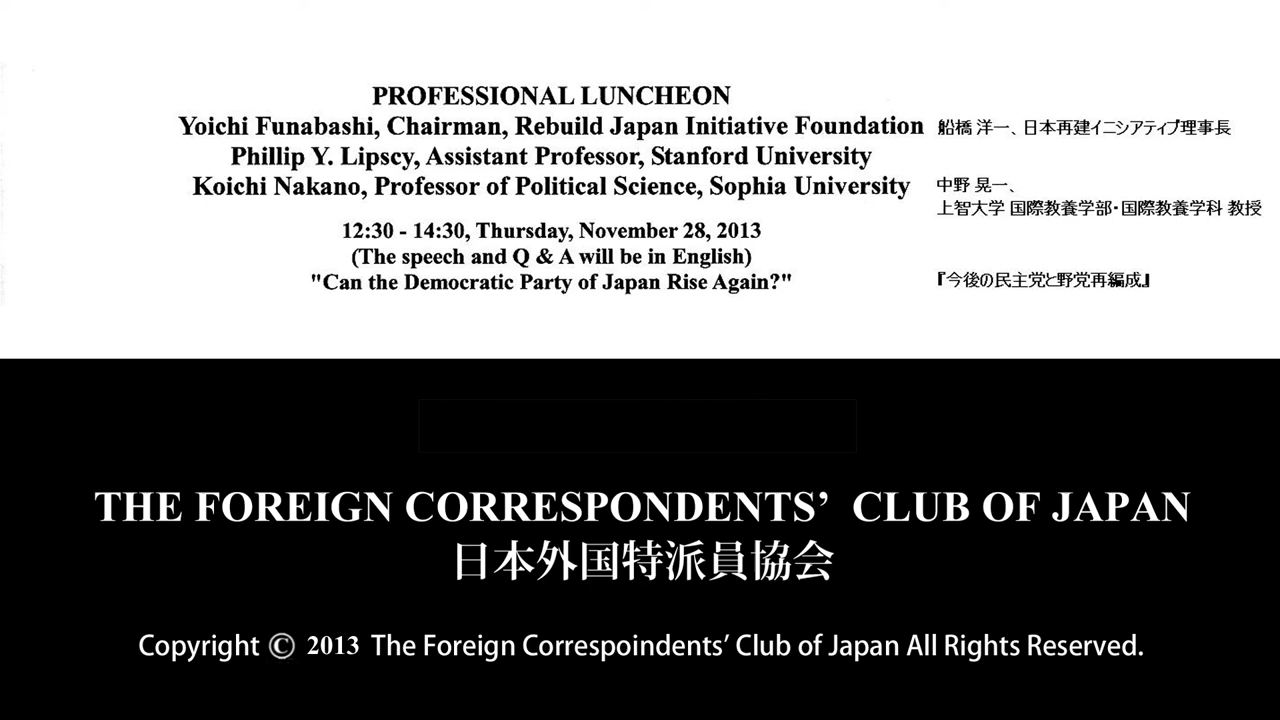 PROFESSIONAL LUNCHEON
Yoichi Funabashi, Chairman, Rebuild Japan Initiative Foundation 船橋 洋一、日本再建イニシアティブ理事長
Phillip Y. Lipscy, Assistant Professor, Stanford University
Koichi Nakano, Professor of Political Science, Sophia University 中野 晃一、
上智大学 国際教養学部・国際教養学科 教授
12:30 - 14:30, Thursday, November 28, 2013
(The speech and Q & A will be in English)
"Can the Democratic Party of Japan Rise Again?" 『今後の民主党と野党再編成』
THE FOREIGN CORRESPONDENTS’ CLUB OF JAPAN
日本外国特派員協会
Copyright © 2013 The Foreign Correspoindents’ Club of Japan All Rights Reserved.